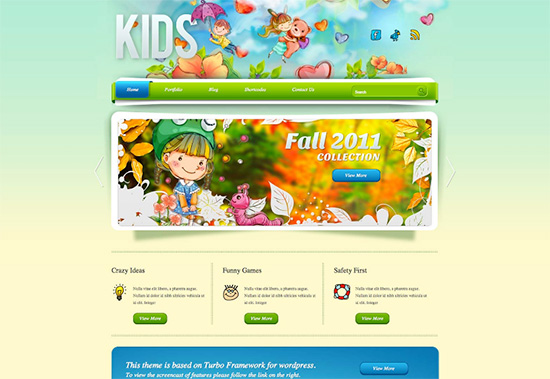 KIDS
Home Portfolio Blog Shortcodes Contact Us Search
Fall 2011
COLLECTION
View More
Crazy Ideas Funny Games Safety First
Nulla vitae elit libero, a pharetra augue. Nulla vitae elit libero, a pharetra augue. Nulla vitae elit libero, a pharetra augue.
Nullam id dolor id nibh ultricies vehicula ut Nullam id dolor id nibh ultricies vehicula ut Nullam id dolor id nibh ultricies vehicula ut
id elit. Integer id elit. Integer id elit. Integer
View More View More View More
This theme is based on Turbo Framework for wordpress.
To view the screencast of features please follow the link on the right.
View More